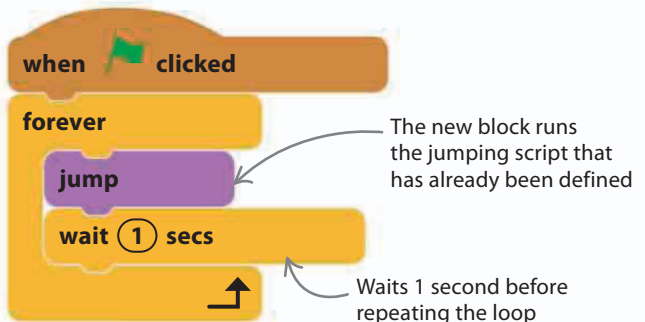 when clicked
forever
jump
wait 1 secs
The new block runs
the jumping script that
has already been defined
Waits 1 second before
repeating the loop